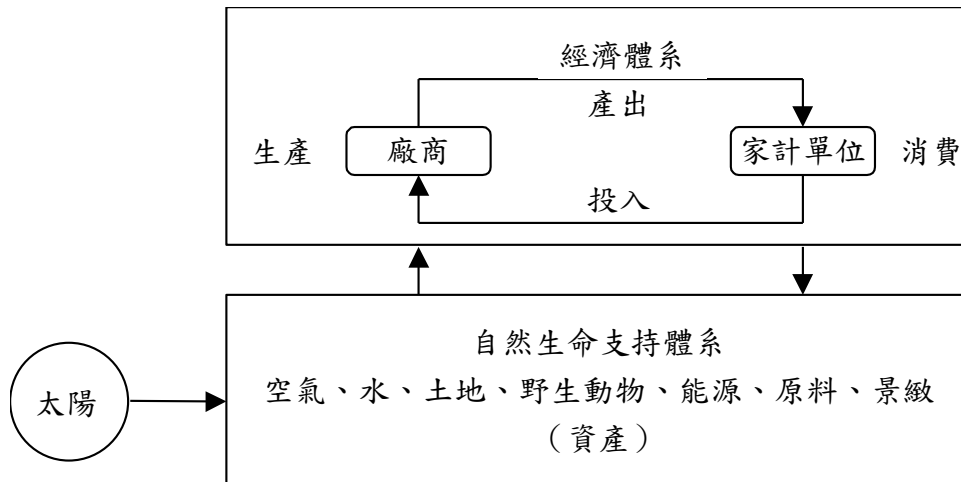 經濟體系
產出
生產
廠商
家計單位
消費
投入
自然生命支持體系
太陽
空氣、水、土地、野生動物、能源、原料、景緻
（資產）